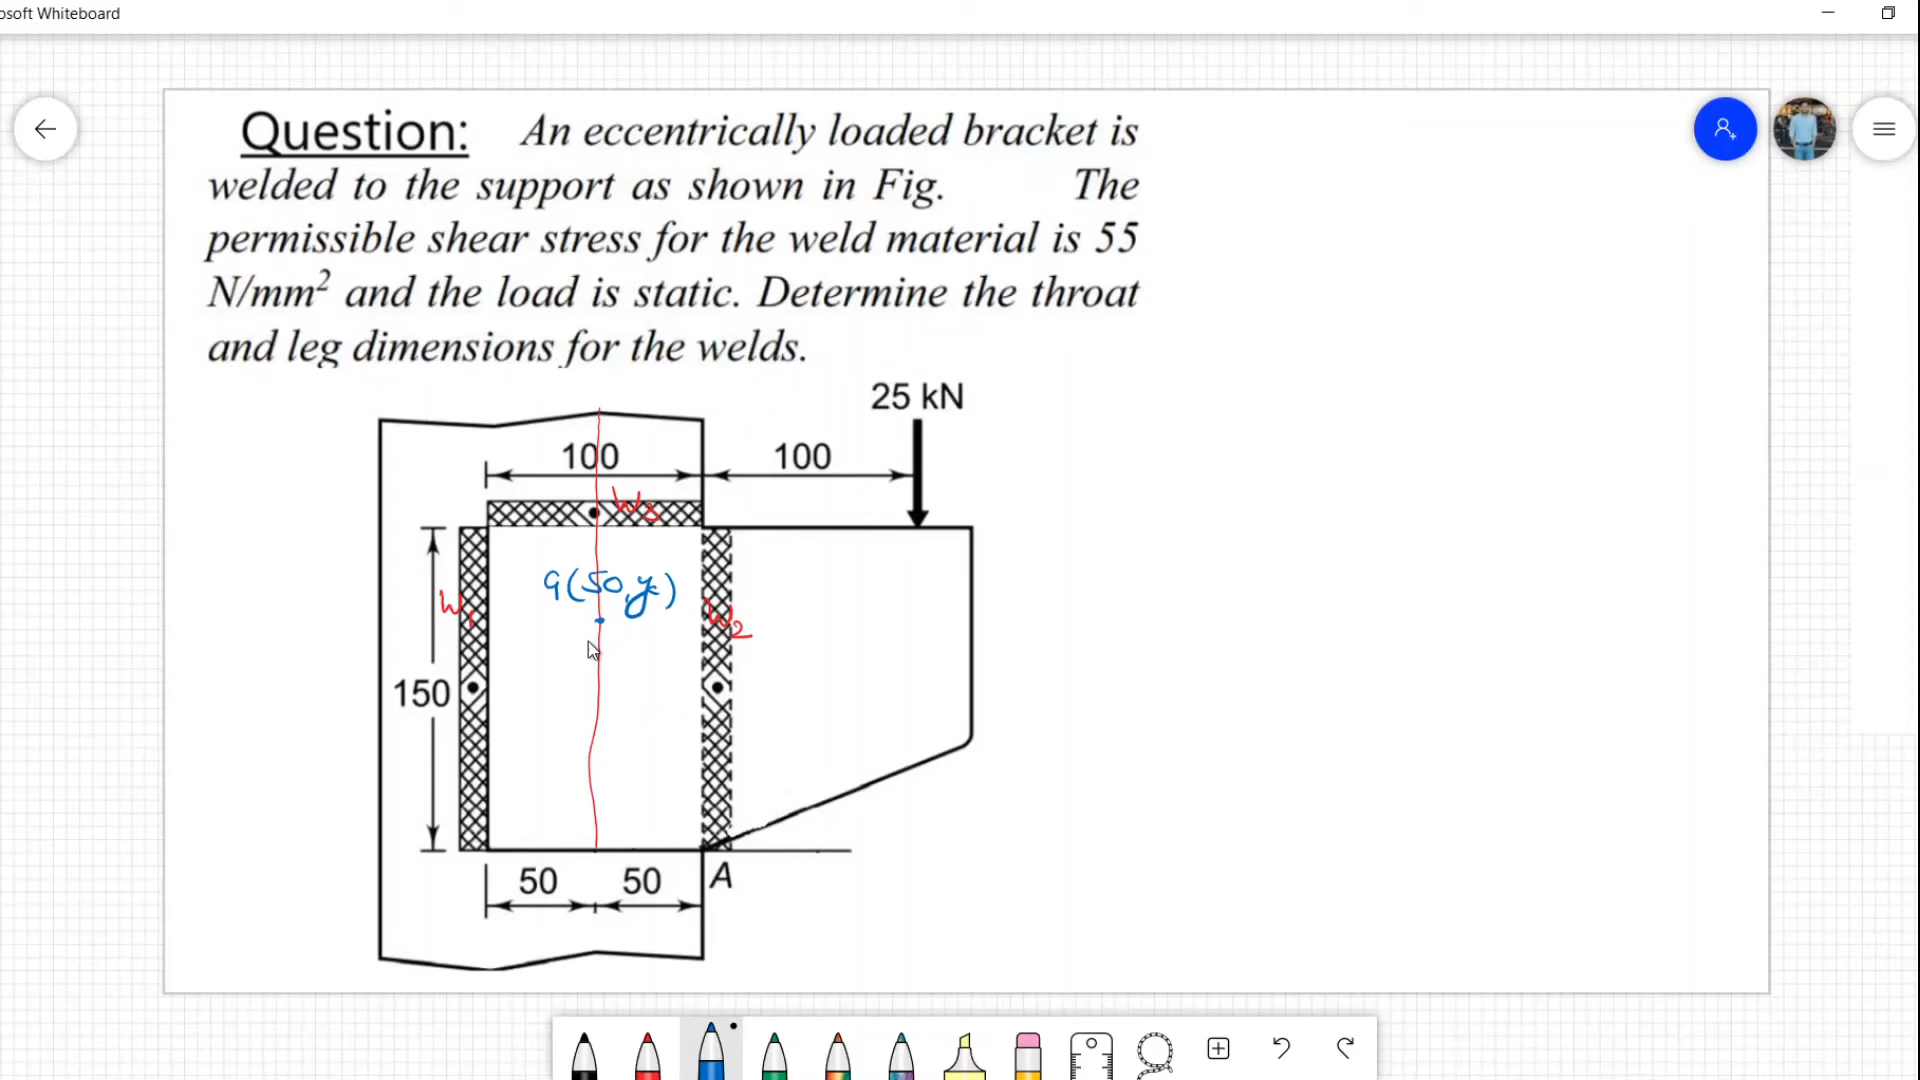 osoft Whiteboard
Question: An eccentrically loaded bracket is
welded to the support as shown in Fig. The
permissible shear stress for the weld material is 55
N/mm² and the load is static. Determine the throat
and leg dimensions for the welds.
25 kN
100
100
W3
G(50,yc)
W1
W2
150
50
50
A